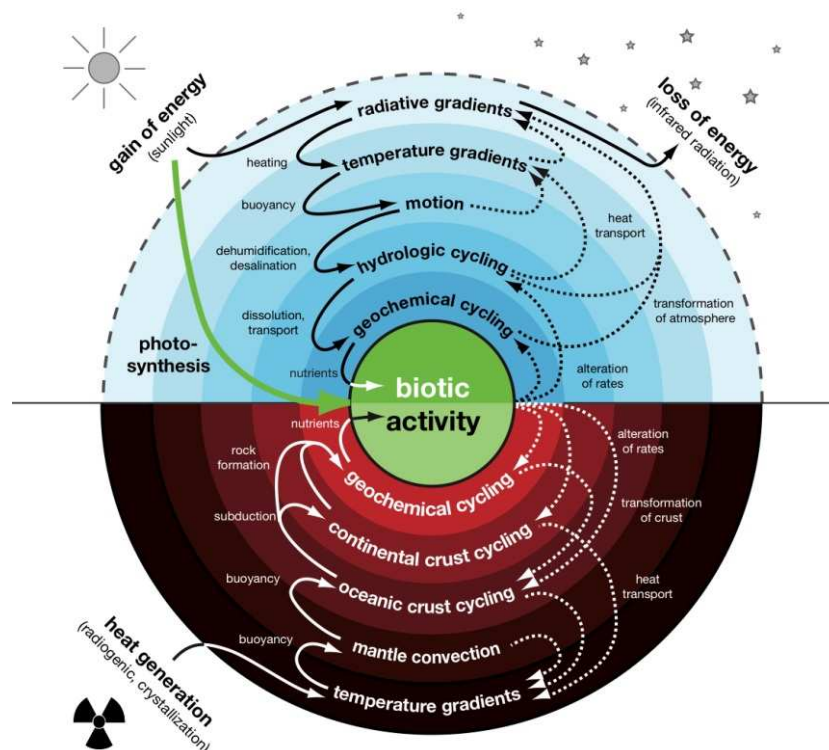 gain of energy
(sunlight)
loss of energy
(infrared radiation)
radiative gradients
heating
temperature gradients
buoyancy
motion
heat
transport
dehumidification,
desalination
hydrologic cycling
dissolution,
transport
geochemical cycling
transformation
of atmosphere
photo-
synthesis
nutrients
alteration
of rates
biotic
activity
nutrients
alteration
of rates
rock
formation
geochemical cycling
subduction
continental crust cycling
transformation
of crust
buoyancy
oceanic crust cycling
heat
transport
buoyancy
mantle convection
temperature gradients
heat generation
(radiogenic, crystallization)